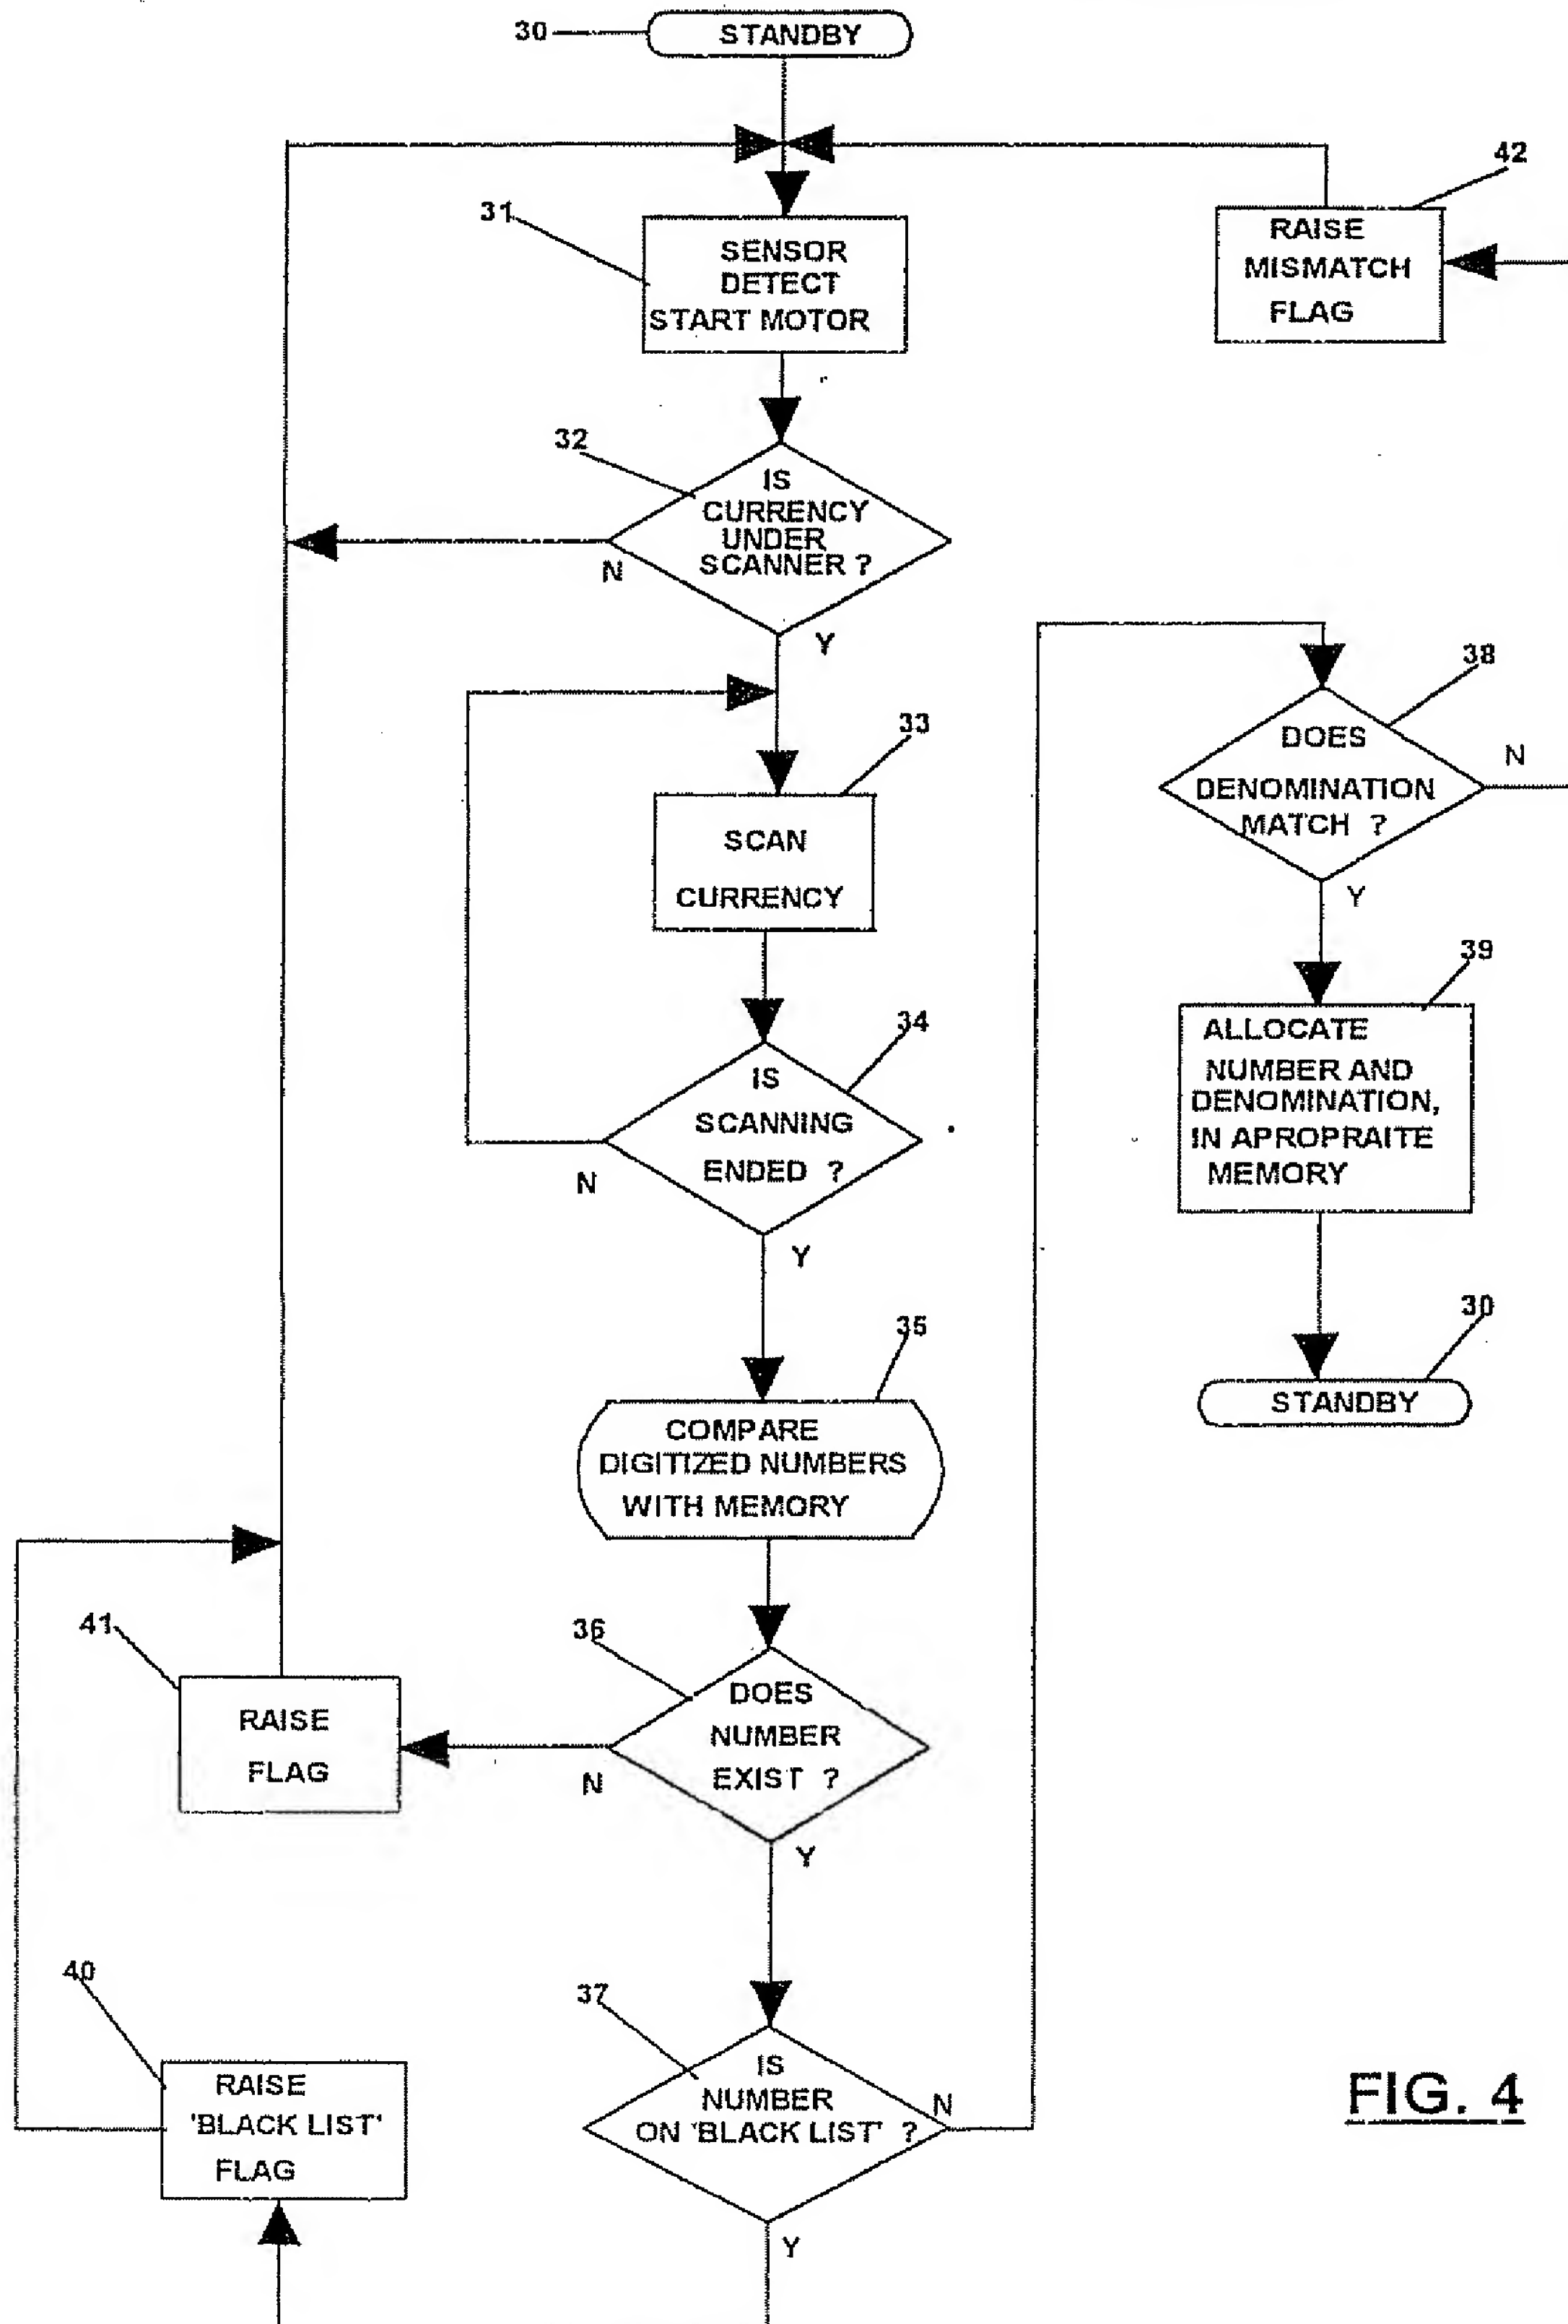 30
STANDBY
42
31
SENSOR
DETECT
START MOTOR
RAISE
MISMATCH
FLAG
32
IS
CURRENCY
UNDER
SCANNER ?
N
Y
33
SCAN
CURRENCY
34
IS
SCANNING
ENDED ?
N
Y
35
COMPARE
DIGITIZED NUMBERS
WITH MEMORY
36
DOES
NUMBER
EXIST ?
N
Y
41
RAISE
FLAG
37
IS
NUMBER
ON 'BLACK LIST' ?
N
Y
40
RAISE
'BLACK LIST'
FLAG
38
DOES
DENOMINATION
MATCH ?
N
Y
39
ALLOCATE
NUMBER AND
DENOMINATION,
IN APROPRAITE
MEMORY
30
STANDBY
FIG. 4